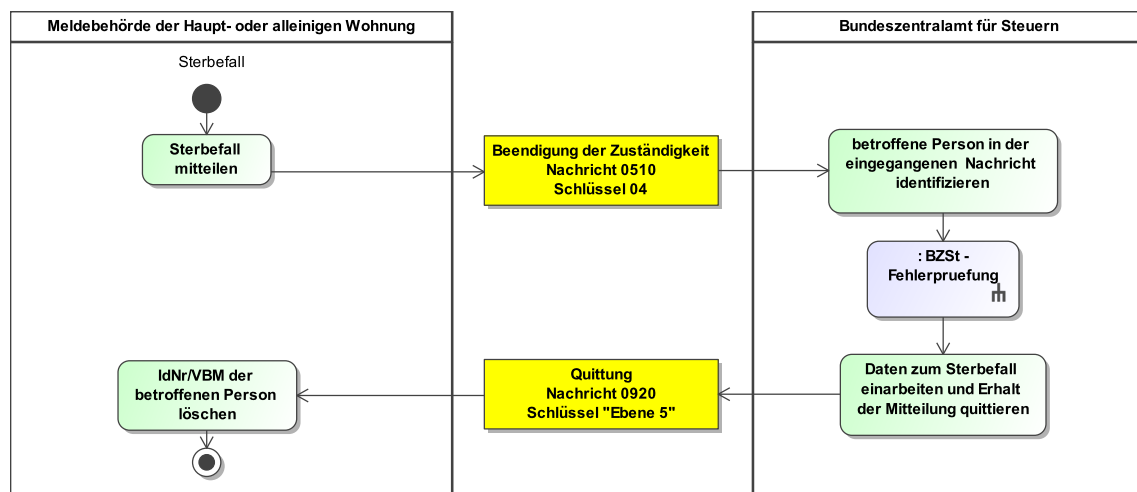 Meldebehörde der Haupt- oder alleinigen Wohnung
Bundeszentralamt für Steuern
Sterbefall
Sterbefall
mitteilen
Beendigung der Zuständigkeit
Nachricht 0510
Schlüssel 04
betroffene Person in der
eingegangenen Nachricht
identifizieren
: BZSt -
Fehlerpruefung
Daten zum Sterbefall
einarbeiten und Erhalt
der Mitteilung quittieren
Quittung
Nachricht 0920
Schlüssel "Ebene 5"
IdNr/VBM der
betroffenen Person
löschen